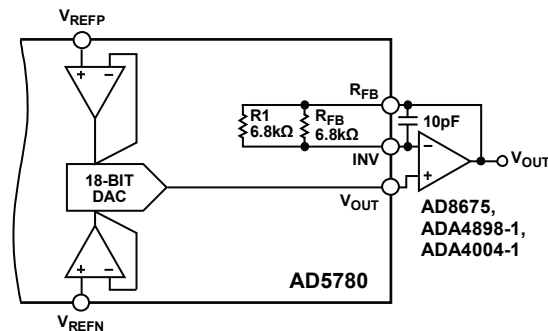 VREFP
+ −
R1
6.8kΩ
RFB
6.8kΩ
RFB
10pF
INV
−
+
VOUT
18-BIT
DAC
VOUT
AD8675,
ADA4898-1,
ADA4004-1
+ −
AD5780
VREFN